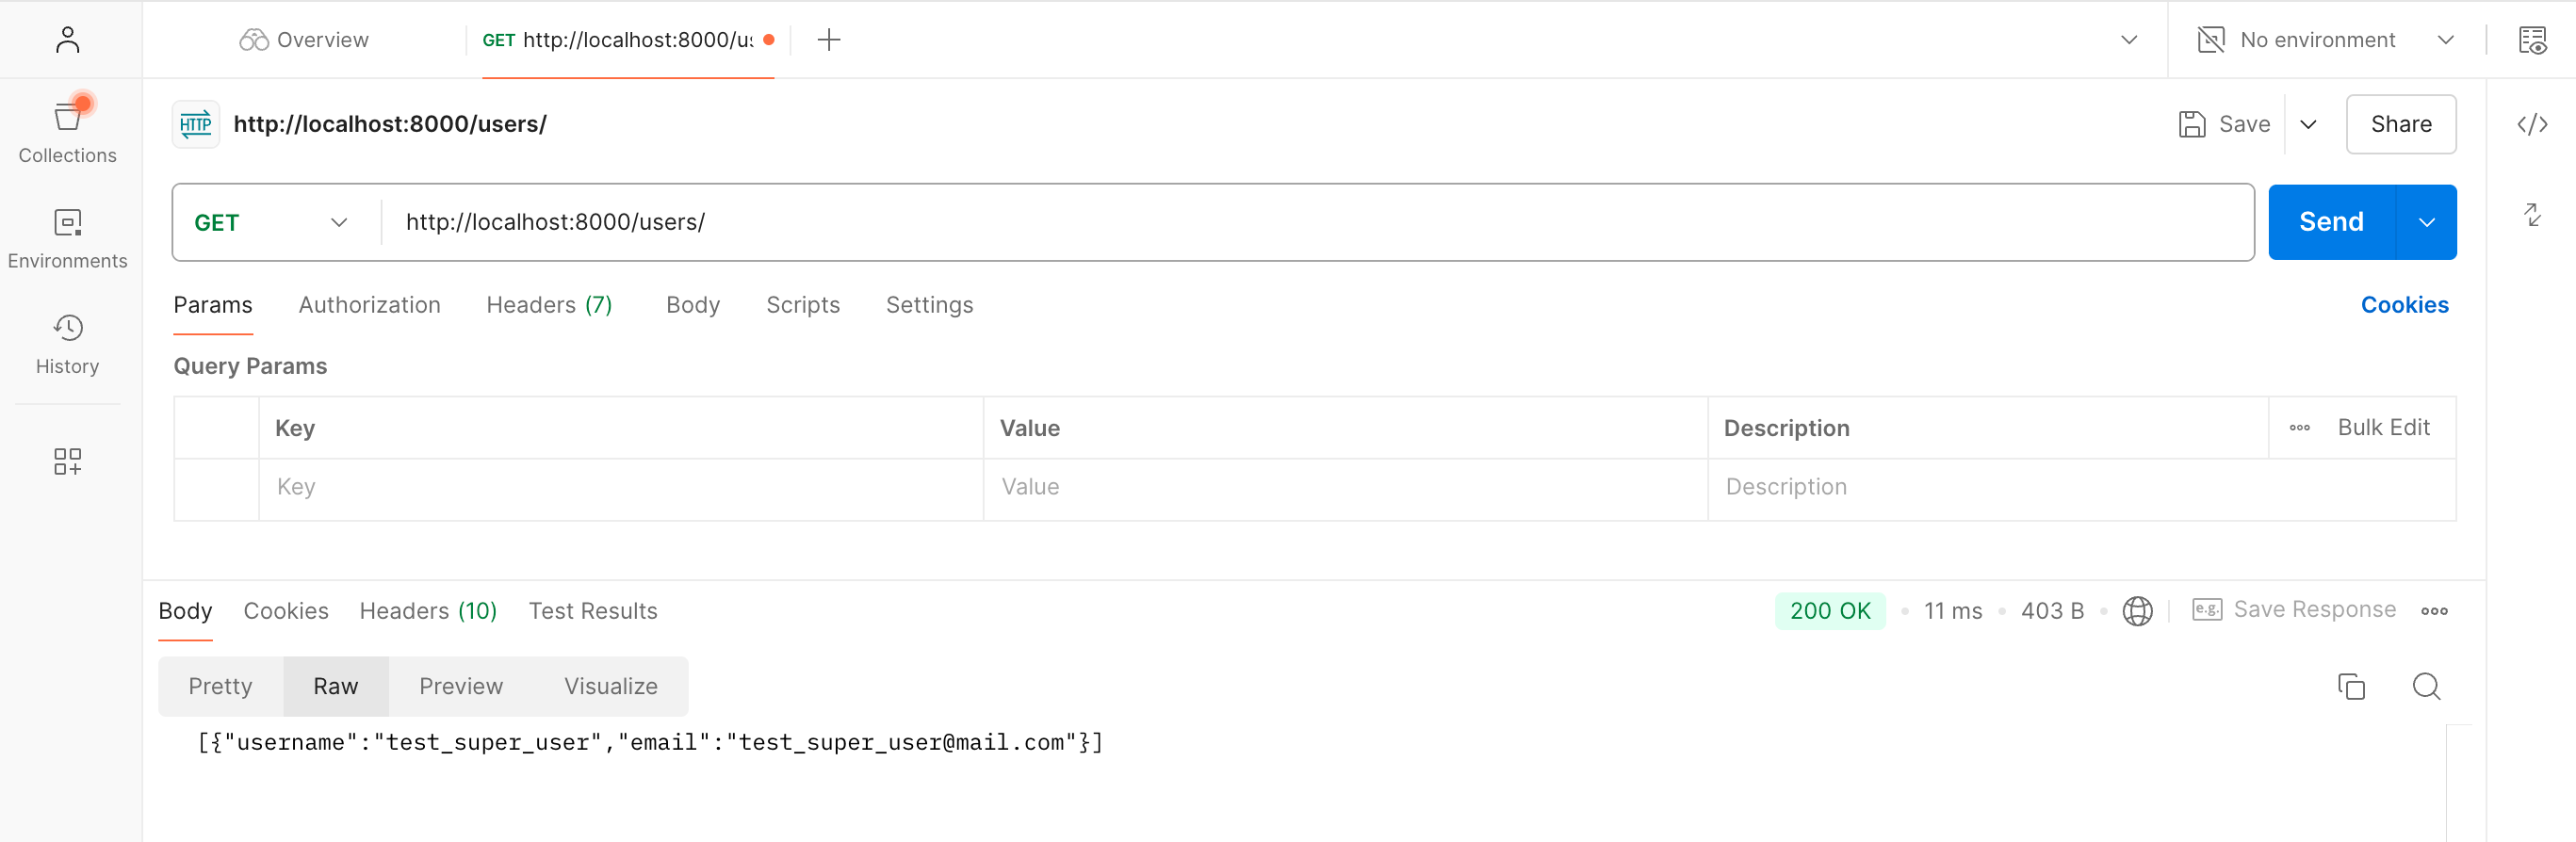 Overview
GET http://localhost:8000/us
No environment
Collections
Environments
History
HTTP http://localhost:8000/users/
Save
Share
GET http://localhost:8000/users/
Send
Params Authorization Headers (7) Body Scripts Settings
Cookies
Query Params
Key Value Description Bulk Edit
Key Value Description
Body Cookies Headers (10) Test Results
200 OK 11 ms 403 B e.g. Save Response
Pretty Raw Preview Visualize
[{"username":"test_super_user","email":"test_super_user@mail.com"}]